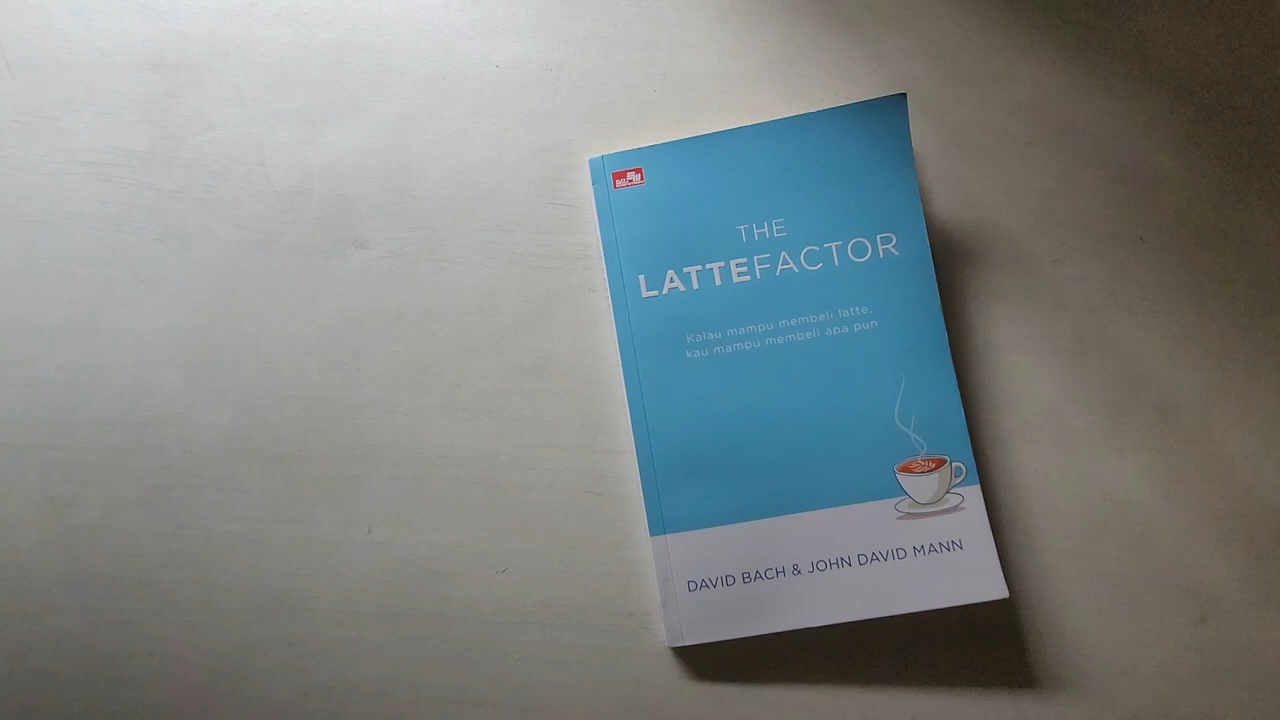 THE
LATTEFACTOR
Kalau mampu membeli latte,
kau mampu membeli apa pun
DAVID BACH & JOHN DAVID MANN